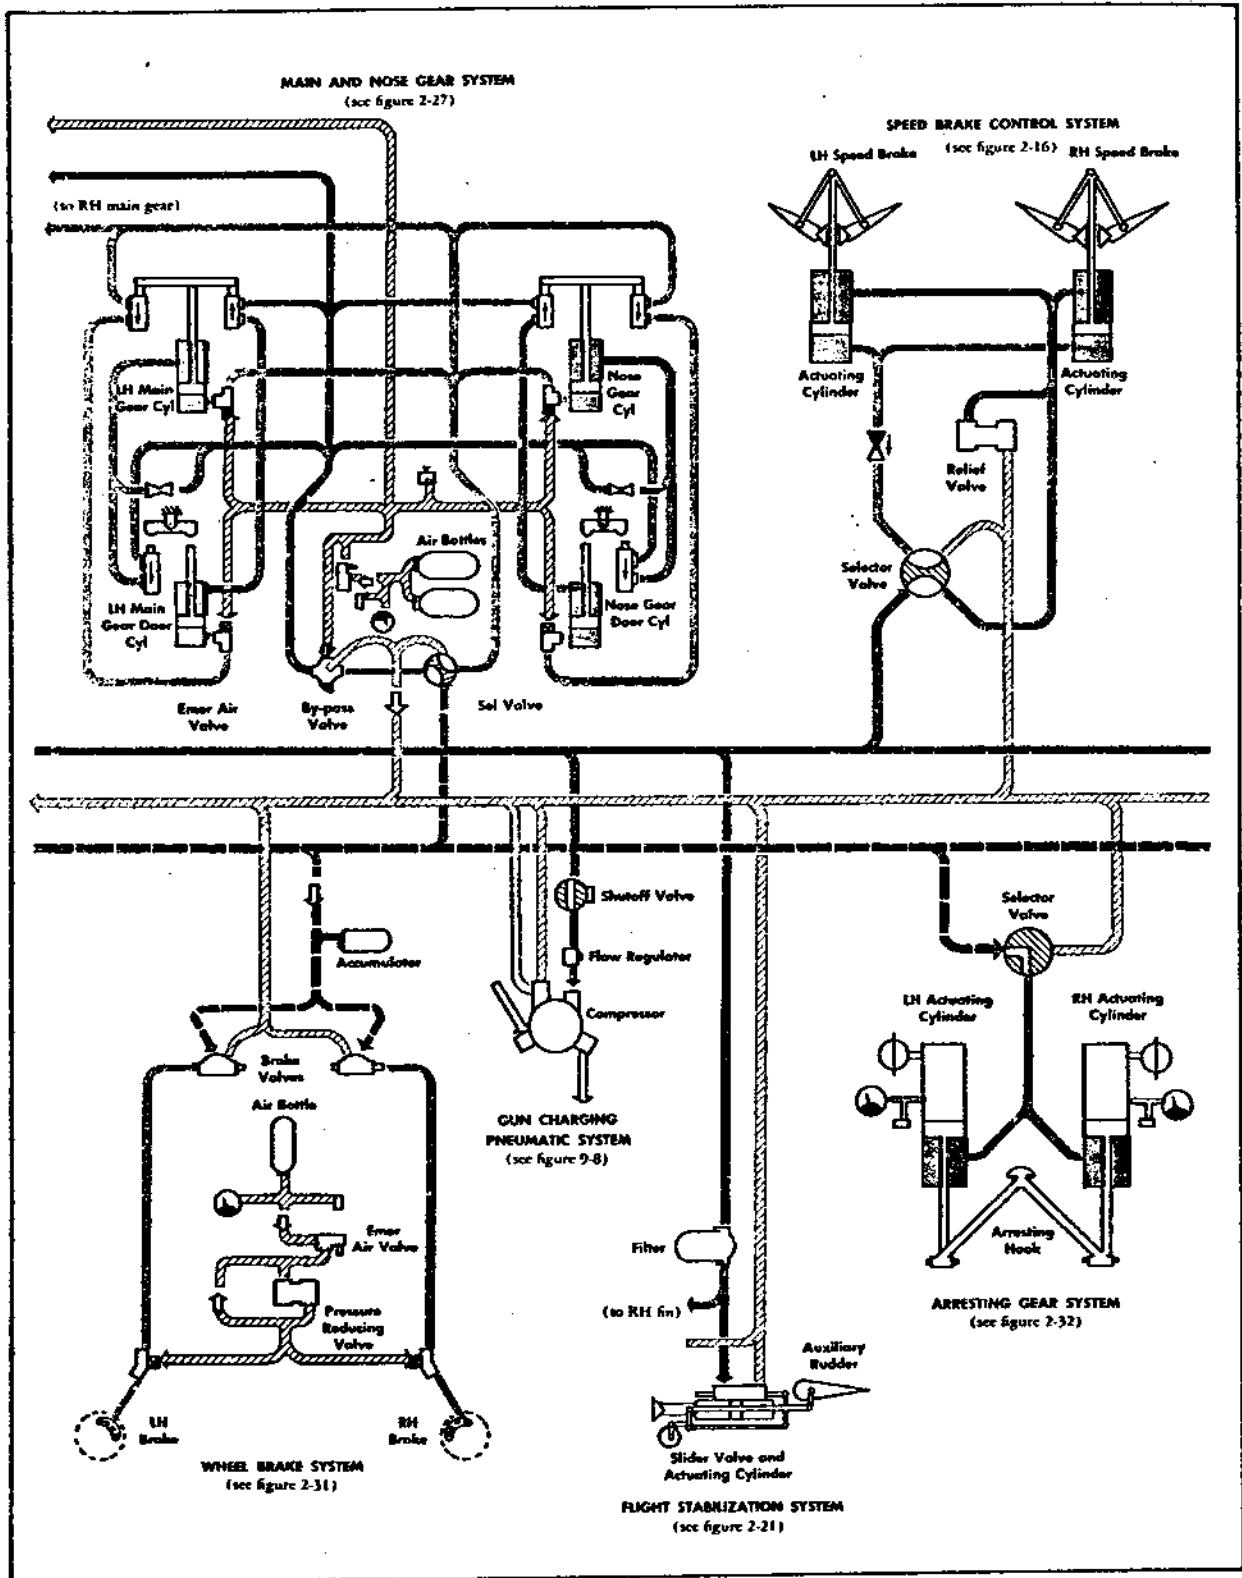 MAIN AND NOSE GEAR SYSTEM
(see figure 2-27)
SPEED BRAKE CONTROL SYSTEM
(see figure 2-16)
LH Speed Brake
RH Speed Brake
(to RH main gear)
LH Main
Gear Cyl
Nose
Gear
Cyl
Actuating
Cylinder
Actuating
Cylinder
Relief
Valve
Air Bottles
Selector
Valve
LH Main
Gear Door
Cyl
Nose Gear
Door Cyl
Emer Air
Valve
By-pass
Valve
Sel Valve
Shutoff Valve
Selector
Valve
Accumulator
Flow Regulator
LH Actuating
Cylinder
RH Actuating
Cylinder
Compressor
Brake
Valves
Air Bottle
GUN CHARGING
PNEUMATIC SYSTEM
(see figure 9-8)
Emer
Air Valve
Filter
Arresting
Hook
(to RH fin)
Pressure
Reducing
Valve
ARRESTING GEAR SYSTEM
(see figure 2-32)
Auxiliary
Rudder
LH
Brake
RH
Brake
Slider Valve and
Actuating Cylinder
WHEEL BRAKE SYSTEM
(see figure 2-31)
FLIGHT STABILIZATION SYSTEM
(see figure 2-21)